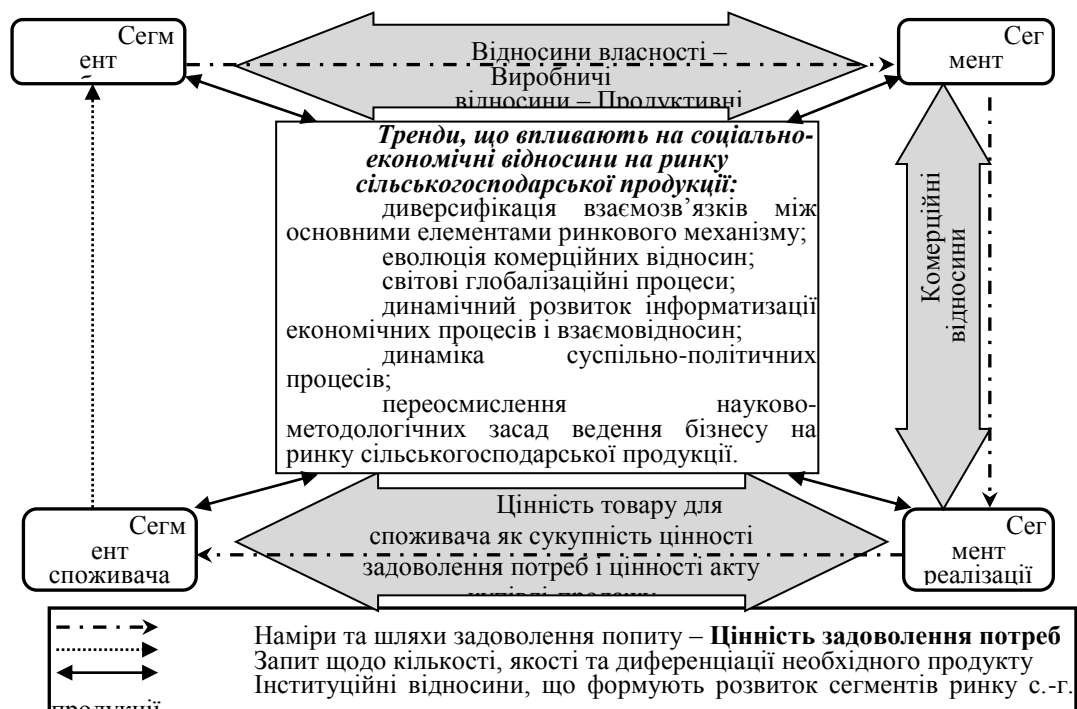 Сегм
ент
Сег
мент
Відносини власності –
Виробничі
відносини – Продуктивні
Тренди, що впливають на соціально-
економічні відносини на ринку
сільськогосподарської продукції:
диверсифікація взаємозв’язків між
основними елементами ринкового механізму;
еволюція комерційних відносин;
світові глобалізаційні процеси;
динамічний розвиток інформатизації
економічних процесів і взаємовідносин;
динаміка суспільно-політичних
процесів;
переосмислення науково-
методологічних засад ведення бізнесу на
ринку сільськогосподарської продукції.
Комерційні
відносини
Сегм
ент
споживача
Цінність товару для
споживача як сукупність цінності
задоволення потреб і цінності акту
Сег
мент
реалізації
Наміри та шляхи задоволення попиту – Цінність задоволення потреб
Запит щодо кількості, якості та диференціації необхідного продукту
Інституційні відносини, що формують розвиток сегментів ринку с.-г.
продукції